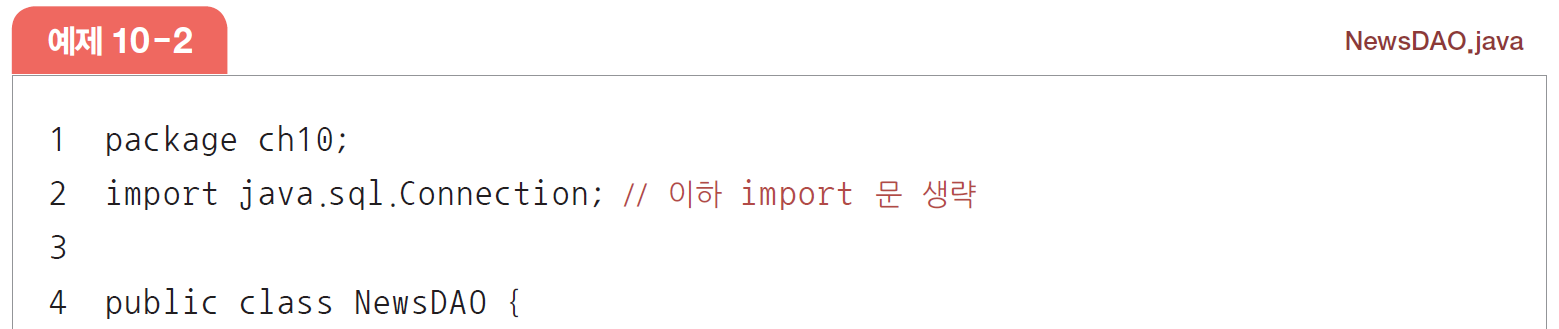 예제 10-2
NewsDAO.java
1 package ch10;
2 import java.sql.Connection; // 이하 import 문 생략
3
4 public class NewsDAO {